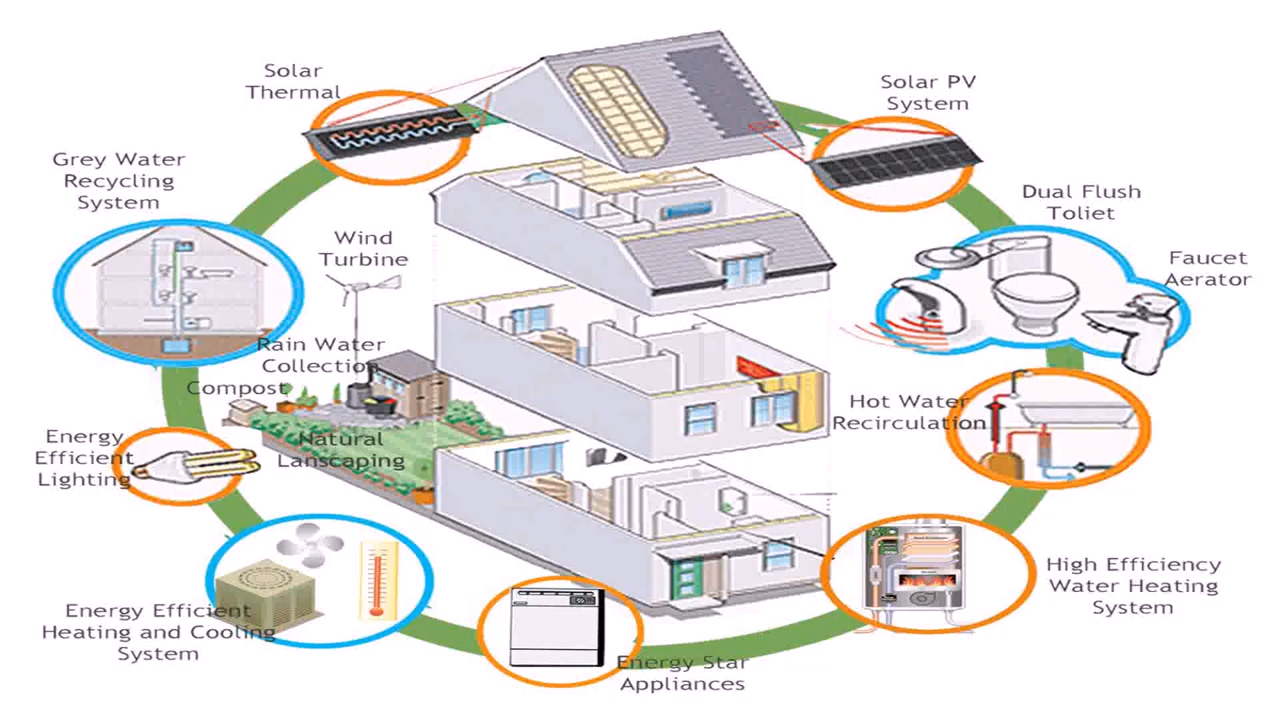 Solar
Thermal
Solar PV
System
Grey Water
Recycling
System
Dual Flush
Toliet
Wind
Turbine
Faucet
Aerator
Rain Water
Collection
Compost
Hot Water
Recirculation
Energy
Efficient
Lighting
Natural
Lanscaping
High Efficiency
Water Heating
System
Energy Efficient
Heating and Cooling
System
Energy Star
Appliances